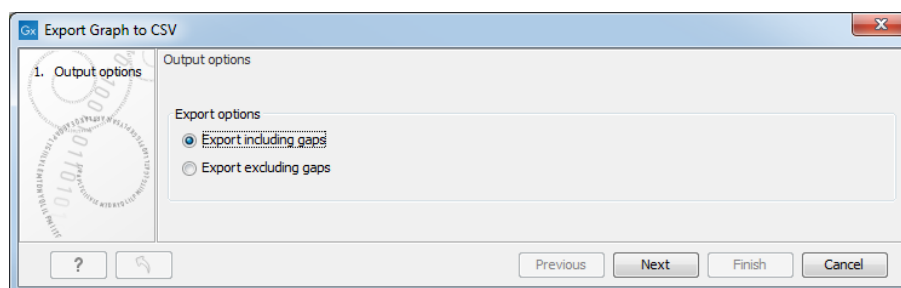 Gx Export Graph to CSV
1. Output options
Output options
Export options
Export including gaps
Export excluding gaps
? Previous Next Finish Cancel